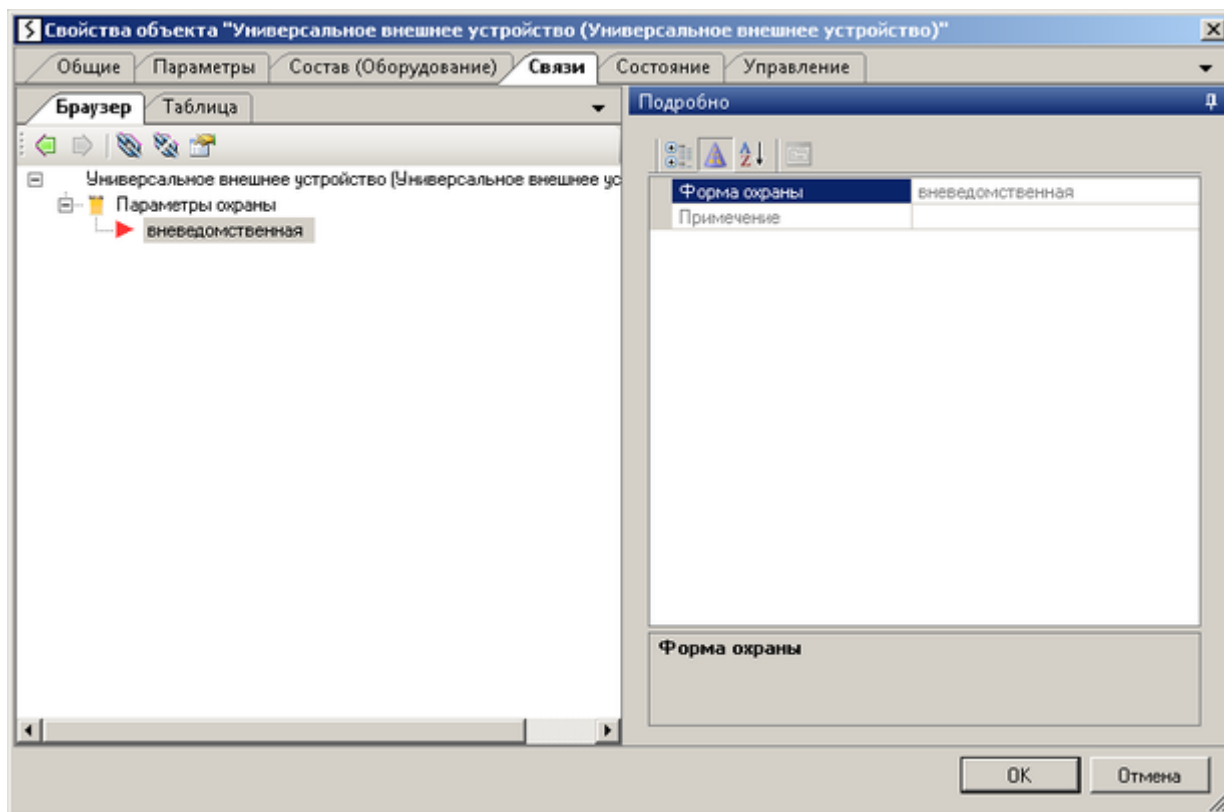 Свойства объекта "Универсальное внешнее устройство (Универсальное внешнее устройство)"
Общие Параметры Состав (Оборудование) Связи Состояние Управление
Браузер Таблица
Подробно
Универсальное внешнее устройство (Универсальное внешнее ус
Параметры охраны
вневедомственная
Форма охраны вневедомственная
Примечение
Форма охраны
OK Отмена